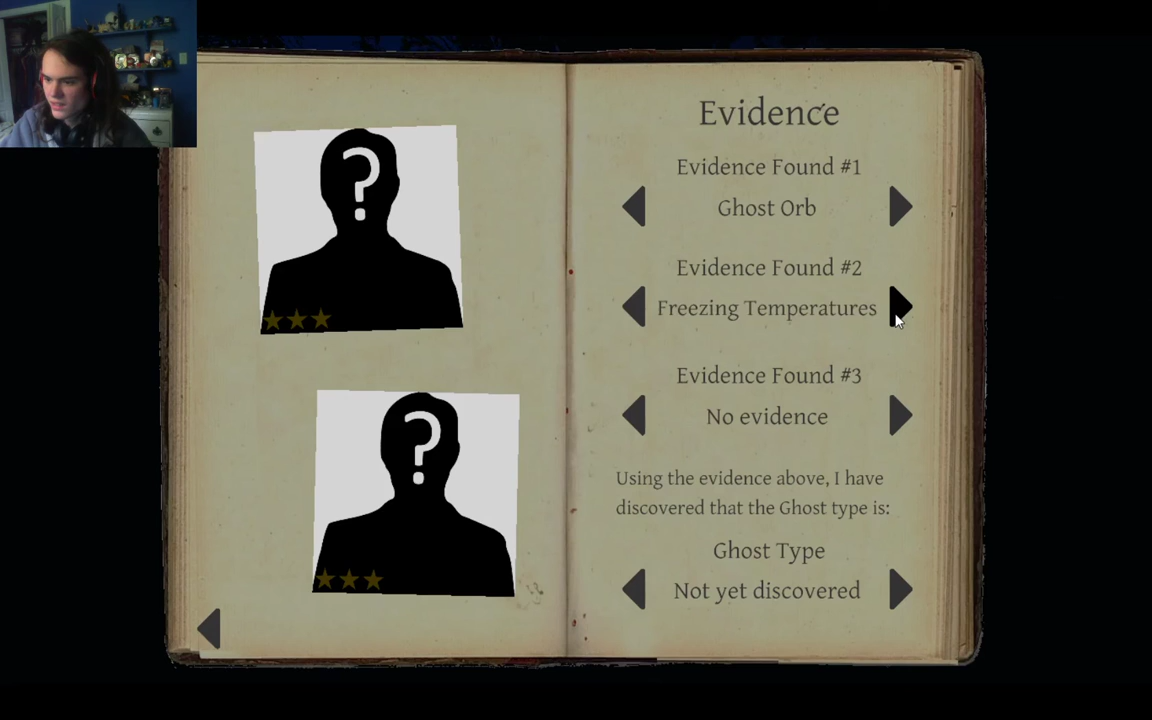 ?
?
Evidence
Evidence Found #1
Ghost Orb
Evidence Found #2
Freezing Temperatures
Evidence Found #3
No evidence
Using the evidence above, I have
discovered that the Ghost type is:
Ghost Type
Not yet discovered